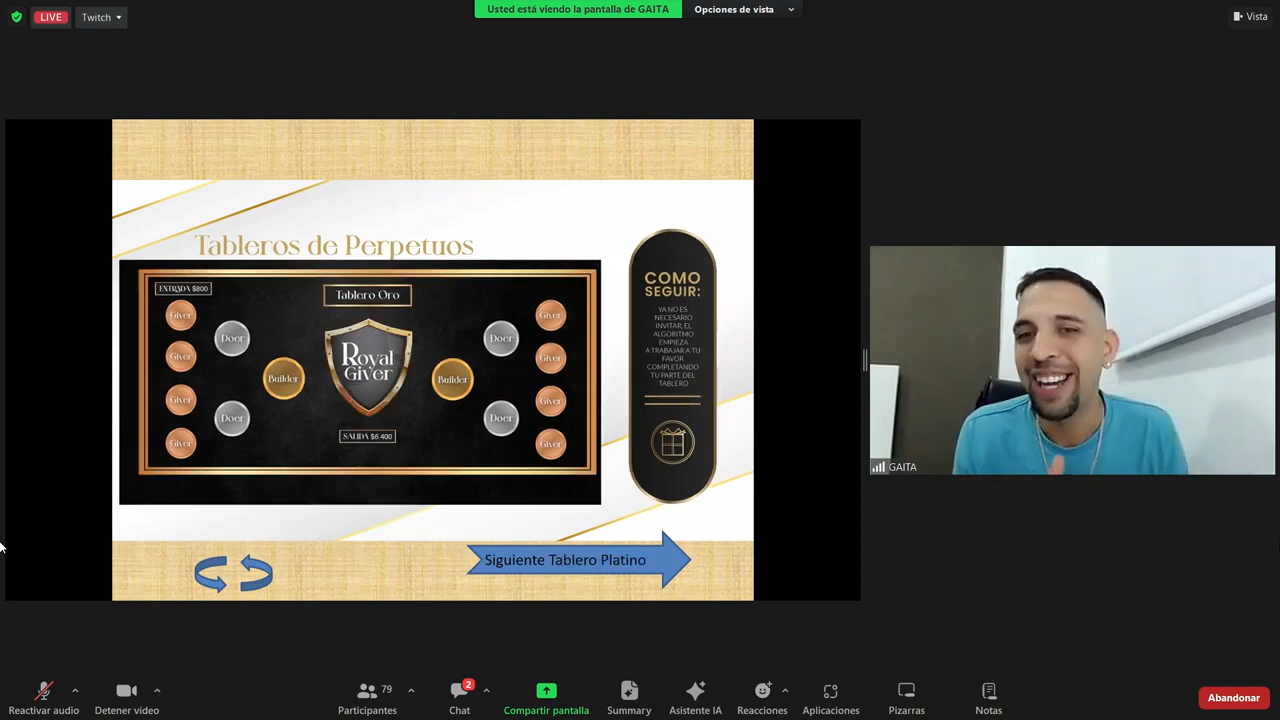 LIVE
Twitch
Usted está viendo la pantalla de GAITA
Opciones de vista
Vista
Tableros de Perpetuos
ENTRADA $800
Tablero Oro
Giver
Giver
Giver
Giver
Doer
Doer
Builder
Royal
Giver
Builder
Doer
Doer
Giver
Giver
Giver
Giver
SALIDA $6.400
COMO
SEGUIR:
YA NO ES
NECESARIO
INVITAR, EL
ALGORITMO
EMPIEZA
A TRABAJAR A TU
FAVOR
COMPLETANDO
TU PARTE DEL
TABLERO
Siguiente Tablero Platino
GAITA
Reactivar audio
Detener video
79
Participantes
2
Chat
Compartir pantalla
Summary
Asistente IA
Reacciones
Aplicaciones
Pizarras
Notas
Abandonar